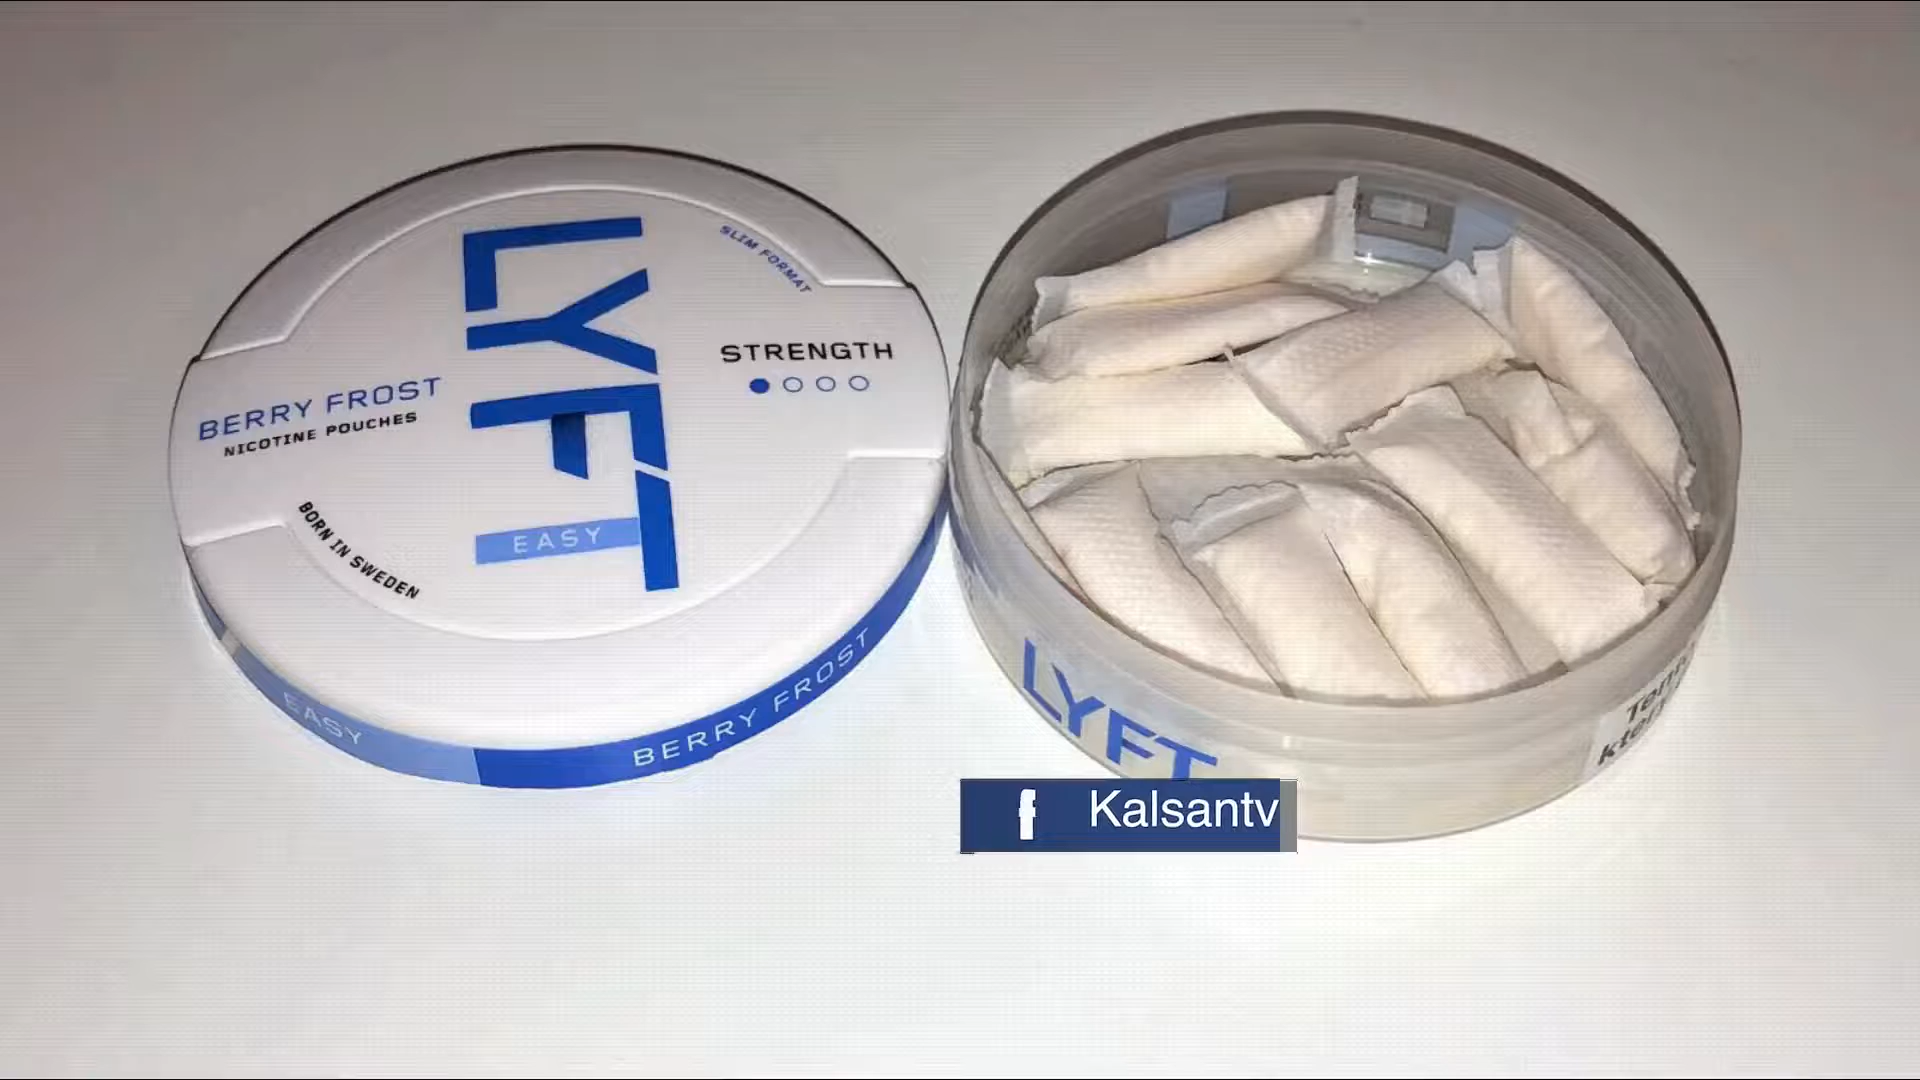 LYFT
SLIM FORMAT
STRENGTH
BERRY FROST
NICOTINE POUCHES
EASY
BORN IN SWEDEN
EASY
BERRY FROST
LYFT
f Kalsantv